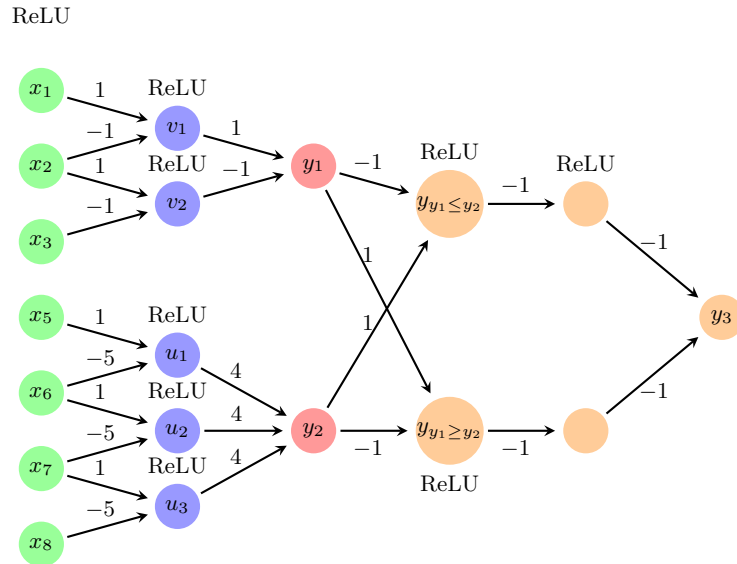 ReLU
x₁
x₂
x₃
x₅
x₆
x₇
x₈
1
−1
1
−1
1
−5
1
−5
1
−5
ReLU
v₁
ReLU
v₂
ReLU
u₁
ReLU
u₂
ReLU
u₃
1
−1
4
4
4
y₁
y₂
−1
1
1
−1
ReLU
y_{y₁≤y₂}
y_{y₁≥y₂}
ReLU
−1
−1
ReLU
−1
−1
y₃